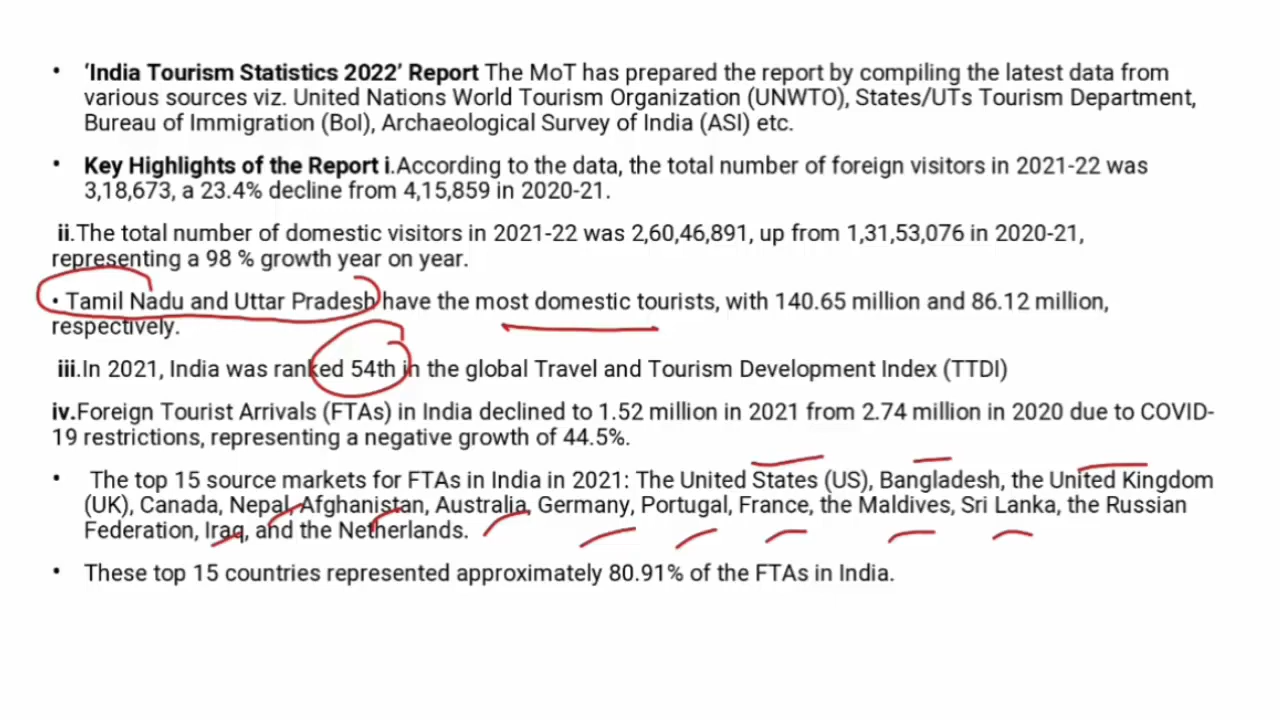 • 'India Tourism Statistics 2022' Report The MoT has prepared the report by compiling the latest data from
various sources viz. United Nations World Tourism Organization (UNWTO), States/UTs Tourism Department,
Bureau of Immigration (BoI), Archaeological Survey of India (ASI) etc.
• Key Highlights of the Report i.According to the data, the total number of foreign visitors in 2021-22 was
3,18,673, a 23.4% decline from 4,15,859 in 2020-21.
ii.The total number of domestic visitors in 2021-22 was 2,60,46,891, up from 1,31,53,076 in 2020-21,
representing a 98 % growth year on year.
• Tamil Nadu and Uttar Pradesh have the most domestic tourists, with 140.65 million and 86.12 million,
respectively.
iii.In 2021, India was ranked 54th in the global Travel and Tourism Development Index (TTDI)
iv.Foreign Tourist Arrivals (FTAs) in India declined to 1.52 million in 2021 from 2.74 million in 2020 due to COVID-
19 restrictions, representing a negative growth of 44.5%.
• The top 15 source markets for FTAs in India in 2021: The United States (US), Bangladesh, the United Kingdom
(UK), Canada, Nepal, Afghanistan, Australia, Germany, Portugal, France, the Maldives, Sri Lanka, the Russian
Federation, Iraq, and the Netherlands.
• These top 15 countries represented approximately 80.91% of the FTAs in India.